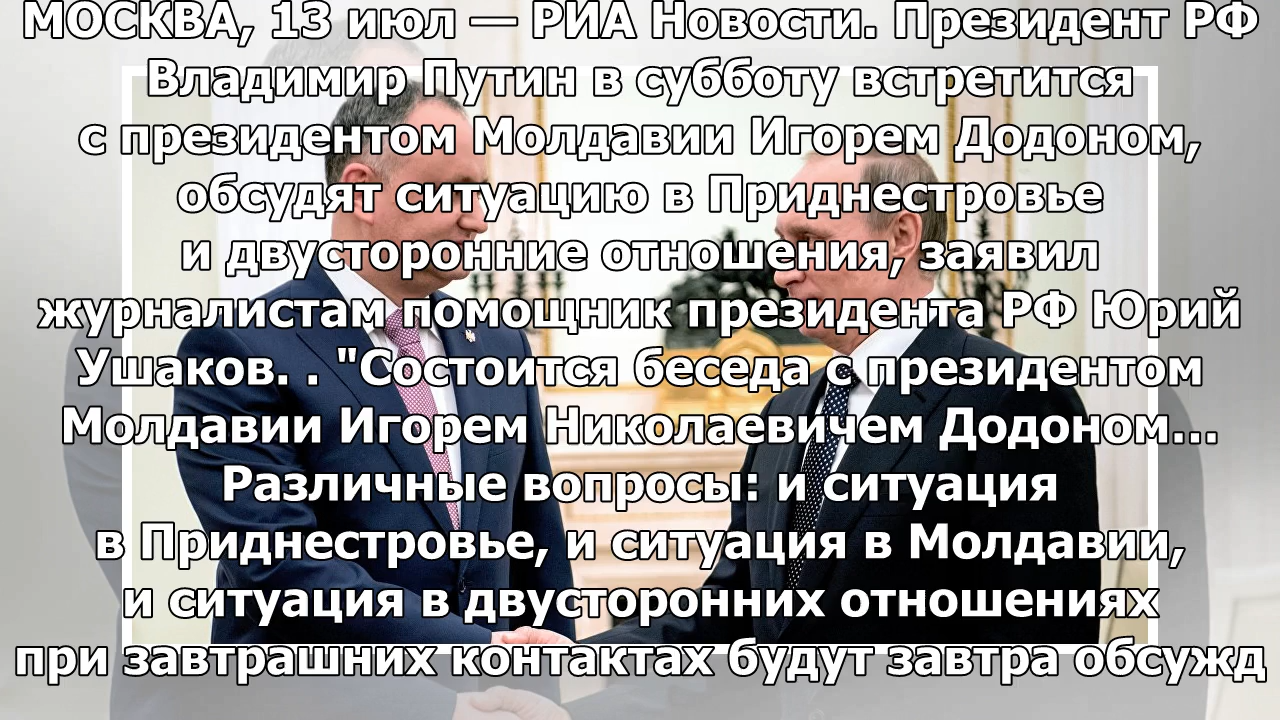 МОСКВА, 13 июл — РИА Новости. Президент РФ
Владимир Путин в субботу встретится
с президентом Молдавии Игорем Додоном,
обсудят ситуацию в Приднестровье
и двусторонние отношения, заявил
журналистам помощник президента РФ Юрий
Ушаков. . "Состоится беседа с президентом
Молдавии Игорем Николаевичем Додоном...
Различные вопросы: и ситуация
в Приднестровье, и ситуация в Молдавии,
и ситуация в двусторонних отношениях
при завтрашних контактах будут завтра обсужд